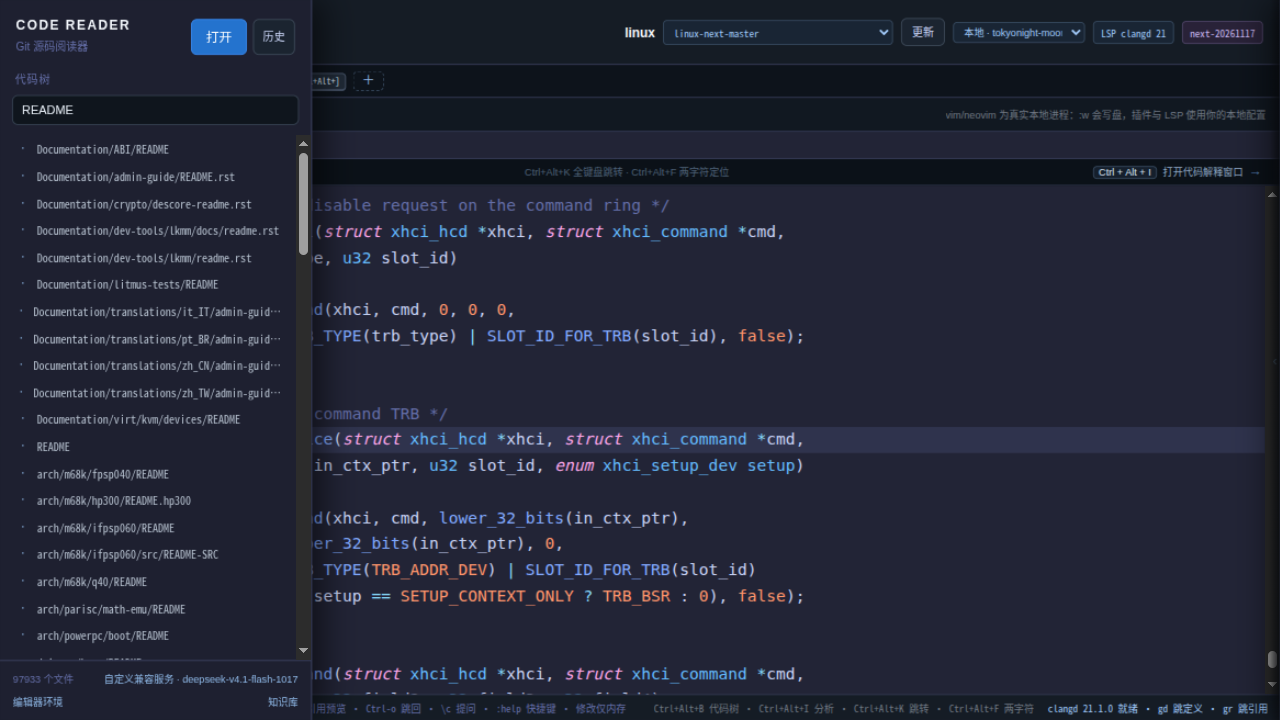 CODE READER
Git 源码阅读器
打开
历史
linux
linux-next-master
更新
本地 · tokyonight-moon
LSP clangd 21
next-20261117
代码树
README
+Alt+]
+
vim/neovim 为真实本地进程; :w 会写盘, 插件与 LSP 使用你的本地配置
Ctrl+Alt+K 全键盘跳转 · Ctrl+Alt+F 两字符定位
Ctrl + Alt + I 打开代码解释窗口 →
Documentation/ABI/README
Documentation/admin-guide/README.rst
Documentation/crypto/descore-readme.rst
Documentation/dev-tools/lkmm/docs/readme.rst
Documentation/dev-tools/lkmm/readme.rst
Documentation/litmus-tests/README
Documentation/translations/it_IT/admin-guid…
Documentation/translations/pt_BR/admin-guid…
Documentation/translations/zh_CN/admin-guid…
Documentation/translations/zh_TW/admin-guid…
Documentation/virt/kvm/devices/README
README
arch/m68k/fpsp040/README
arch/m68k/hp300/README.hp300
arch/m68k/ifpsp060/README
arch/m68k/ifpsp060/src/README-SRC
arch/m68k/q40/README
arch/parisc/math-emu/README
arch/powerpc/boot/README
isable request on the command ring */
(struct xhci_hcd *xhci, struct xhci_command *cmd,
e, u32 slot_id)
d(xhci, cmd, 0, 0, 0,
_TYPE(trb_type) | SLOT_ID_FOR_TRB(slot_id), false);
command TRB */
ce(struct xhci_hcd *xhci, struct xhci_command *cmd,
in_ctx_ptr, u32 slot_id, enum xhci_setup_dev setup)
d(xhci, cmd, lower_32_bits(in_ctx_ptr),
er_32_bits(in_ctx_ptr), 0,
_TYPE(TRB_ADDR_DEV) | SLOT_ID_FOR_TRB(slot_id)
setup == SETUP_CONTEXT_ONLY ? TRB_BSR : 0), false);
nd(struct xhci_hcd *xhci, struct xhci_command *cmd,
97933 个文件
自定义兼容服务 · deepseek-v4.1-flash-1017
编辑器环境
知识库
用预览 · Ctrl-o 跳回 · \c 提问 · :help 快捷键 · 修改仅内存
Ctrl+Alt+B 代码树 · Ctrl+Alt+I 分析 · Ctrl+Alt+K 跳转 · Ctrl+Alt+F 两字符
clangd 21.1.0 就绪 · gd 跳定义 · gr 跳引用